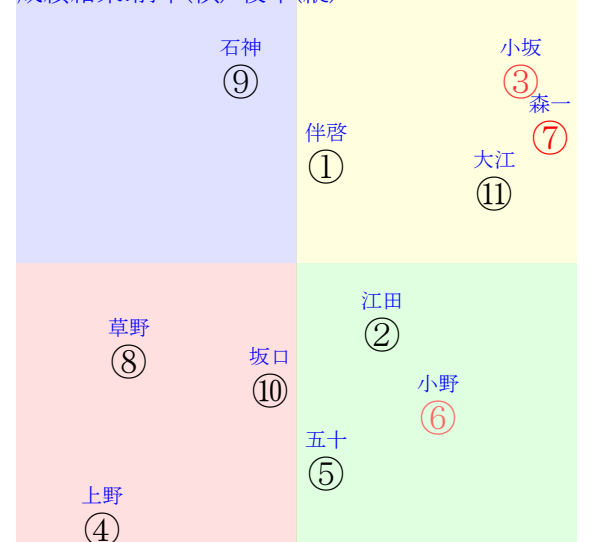 石神
⑨
小坂
③
森一
⑦
伴啓
①
大江
⑪
江田
②
草野
⑧
坂口
⑩
小野
⑥
五十
⑤
上野
④